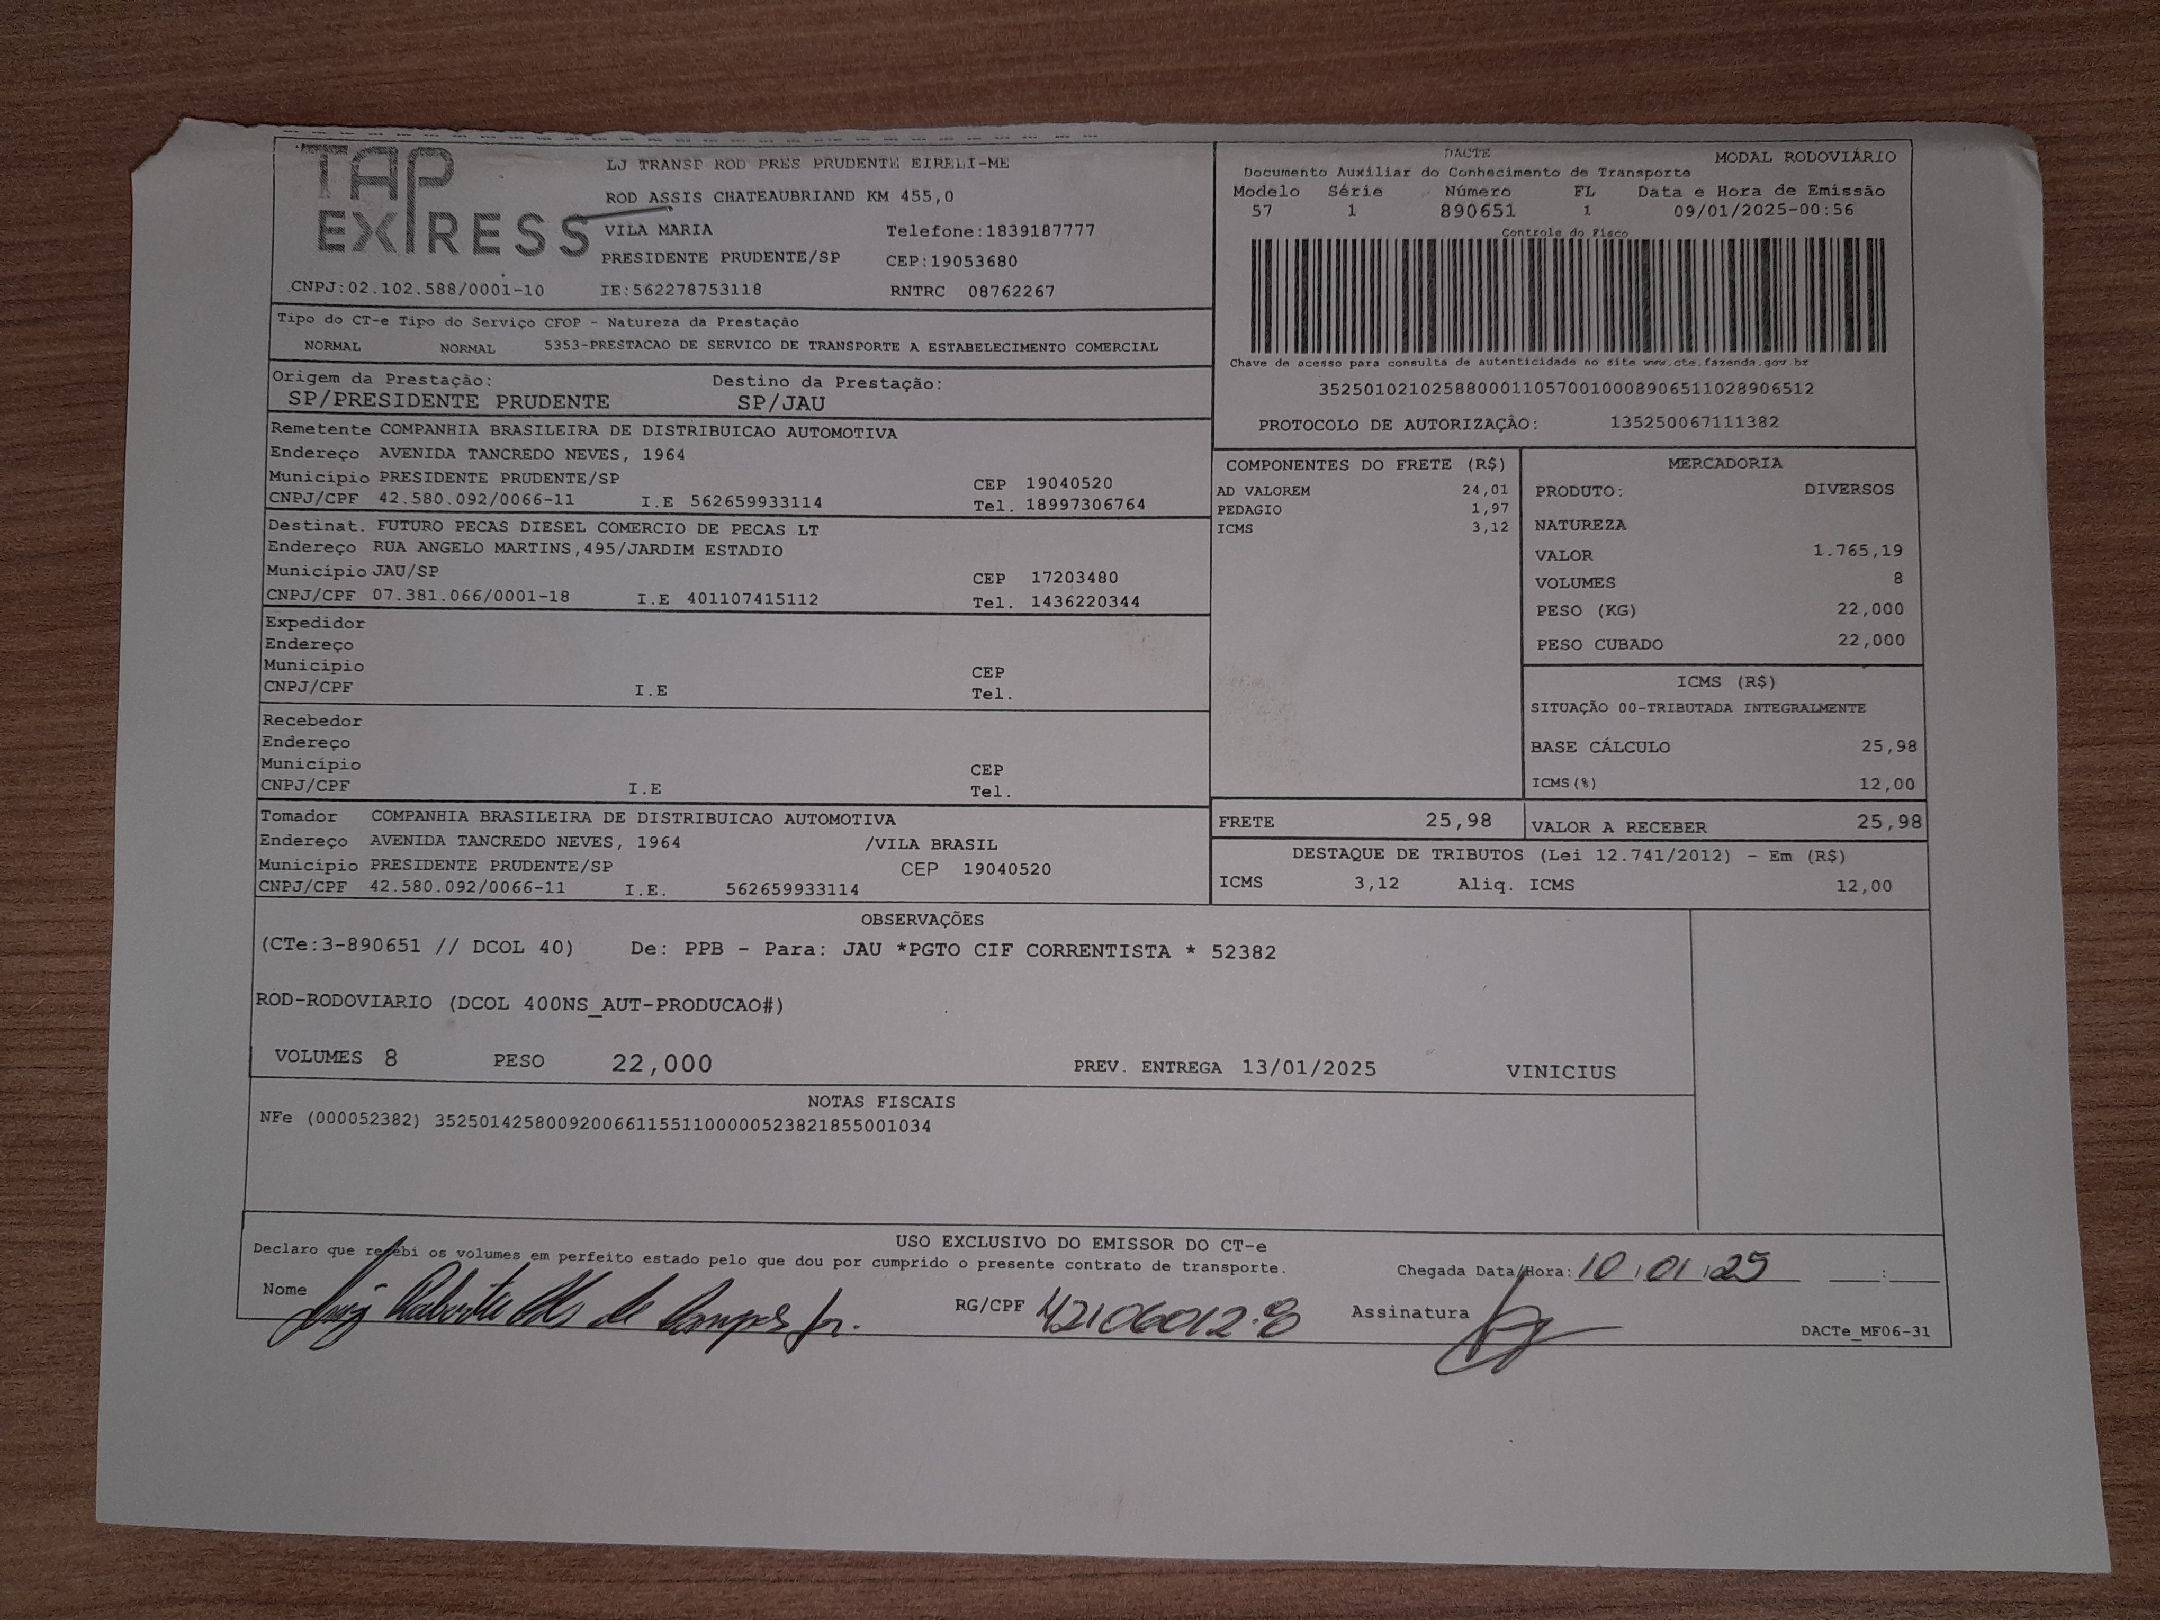 TAP EXPRESS
LJ TRANSP ROD PRES PRUDENTE EIRELI-ME
ROD ASSIS CHATEAUBRIAND KM 455,0
VILA MARIA Telefone:1839187777
PRESIDENTE PRUDENTE/SP CEP:19053680
CNPJ:02.102.588/0001-10 IE:562278753118 RNTRC 08762267
DACTE MODAL RODOVIÁRIO
Documento Auxiliar do Conhecimento de Transporte
Modelo Série Número FL Data e Hora de Emissão
57 1 890651 1 09/01/2025-00:56
Controle do Fisco
Chave de acesso para consulta de autenticidade no site www.cte.fazenda.gov.br
35250102102588000110570010008906511028906512
PROTOCOLO DE AUTORIZAÇÃO: 135250067111382
Tipo do CT-e Tipo do Serviço CFOP - Natureza da Prestação
NORMAL NORMAL 5353-PRESTACAO DE SERVICO DE TRANSPORTE A ESTABELECIMENTO COMERCIAL
Origem da Prestação: Destino da Prestação:
SP/PRESIDENTE PRUDENTE SP/JAU
Remetente COMPANHIA BRASILEIRA DE DISTRIBUICAO AUTOMOTIVA
Endereço AVENIDA TANCREDO NEVES, 1964
Município PRESIDENTE PRUDENTE/SP CEP 19040520
CNPJ/CPF 42.580.092/0066-11 I.E 562659933114 Tel. 18997306764
Destinat. FUTURO PECAS DIESEL COMERCIO DE PECAS LT
Endereço RUA ANGELO MARTINS,495/JARDIM ESTADIO
Município JAU/SP CEP 17203480
CNPJ/CPF 07.381.066/0001-18 I.E 401107415112 Tel. 1436220344
Expedidor
Endereço
Município CEP
CNPJ/CPF I.E Tel.
Recebedor
Endereço
Município CEP
CNPJ/CPF I.E Tel.
Tomador COMPANHIA BRASILEIRA DE DISTRIBUICAO AUTOMOTIVA
Endereço AVENIDA TANCREDO NEVES, 1964 /VILA BRASIL
Município PRESIDENTE PRUDENTE/SP CEP 19040520
CNPJ/CPF 42.580.092/0066-11 I.E. 562659933114
COMPONENTES DO FRETE (R$)
AD VALOREM 24,01
PEDAGIO 1,97
ICMS 3,12
MERCADORIA
PRODUTO: DIVERSOS
NATUREZA
VALOR 1.765,19
VOLUMES 8
PESO (KG) 22,000
PESO CUBADO 22,000
ICMS (R$)
SITUAÇÃO 00-TRIBUTADA INTEGRALMENTE
BASE CÁLCULO 25,98
ICMS(%) 12,00
FRETE 25,98 VALOR A RECEBER 25,98
DESTAQUE DE TRIBUTOS (Lei 12.741/2012) - Em (R$)
ICMS 3,12 Aliq. ICMS 12,00
OBSERVAÇÕES
(CTe:3-890651 // DCOL 40) De: PPB - Para: JAU *PGTO CIF CORRENTISTA * 52382
ROD-RODOVIARIO (DCOL 400NS_AUT-PRODUCAO#)
VOLUMES 8 PESO 22,000 PREV. ENTREGA 13/01/2025 VINICIUS
NOTAS FISCAIS
NFe (000052382) 35250142580092006611551100000523821855001034
USO EXCLUSIVO DO EMISSOR DO CT-e
Declaro que recebi os volumes em perfeito estado pelo que dou por cumprido o presente contrato de transporte.
Chegada Data/Hora: 10/01/25 :
Nome de Campos Jr. RG/CPF 42106012-8 Assinatura
DACTe_MF06-31